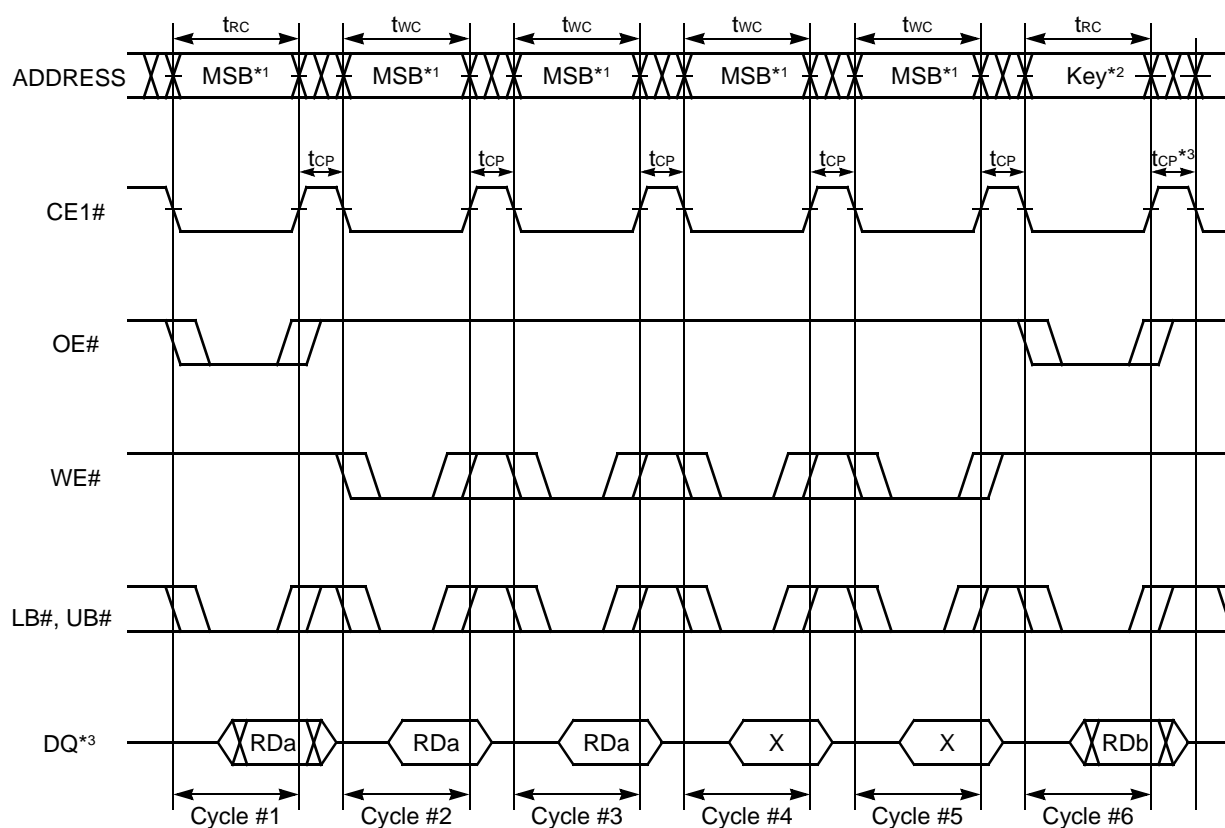 tRC tWC tWC tWC tWC tRC
ADDRESS MSB*1 MSB*1 MSB*1 MSB*1 MSB*1 Key*2
tCP tCP tCP tCP tCP tCP*3
CE1#
OE#
WE#
LB#, UB#
DQ*3 RDa RDa RDa X X RDb
Cycle #1 Cycle #2 Cycle #3 Cycle #4 Cycle #5 Cycle #6